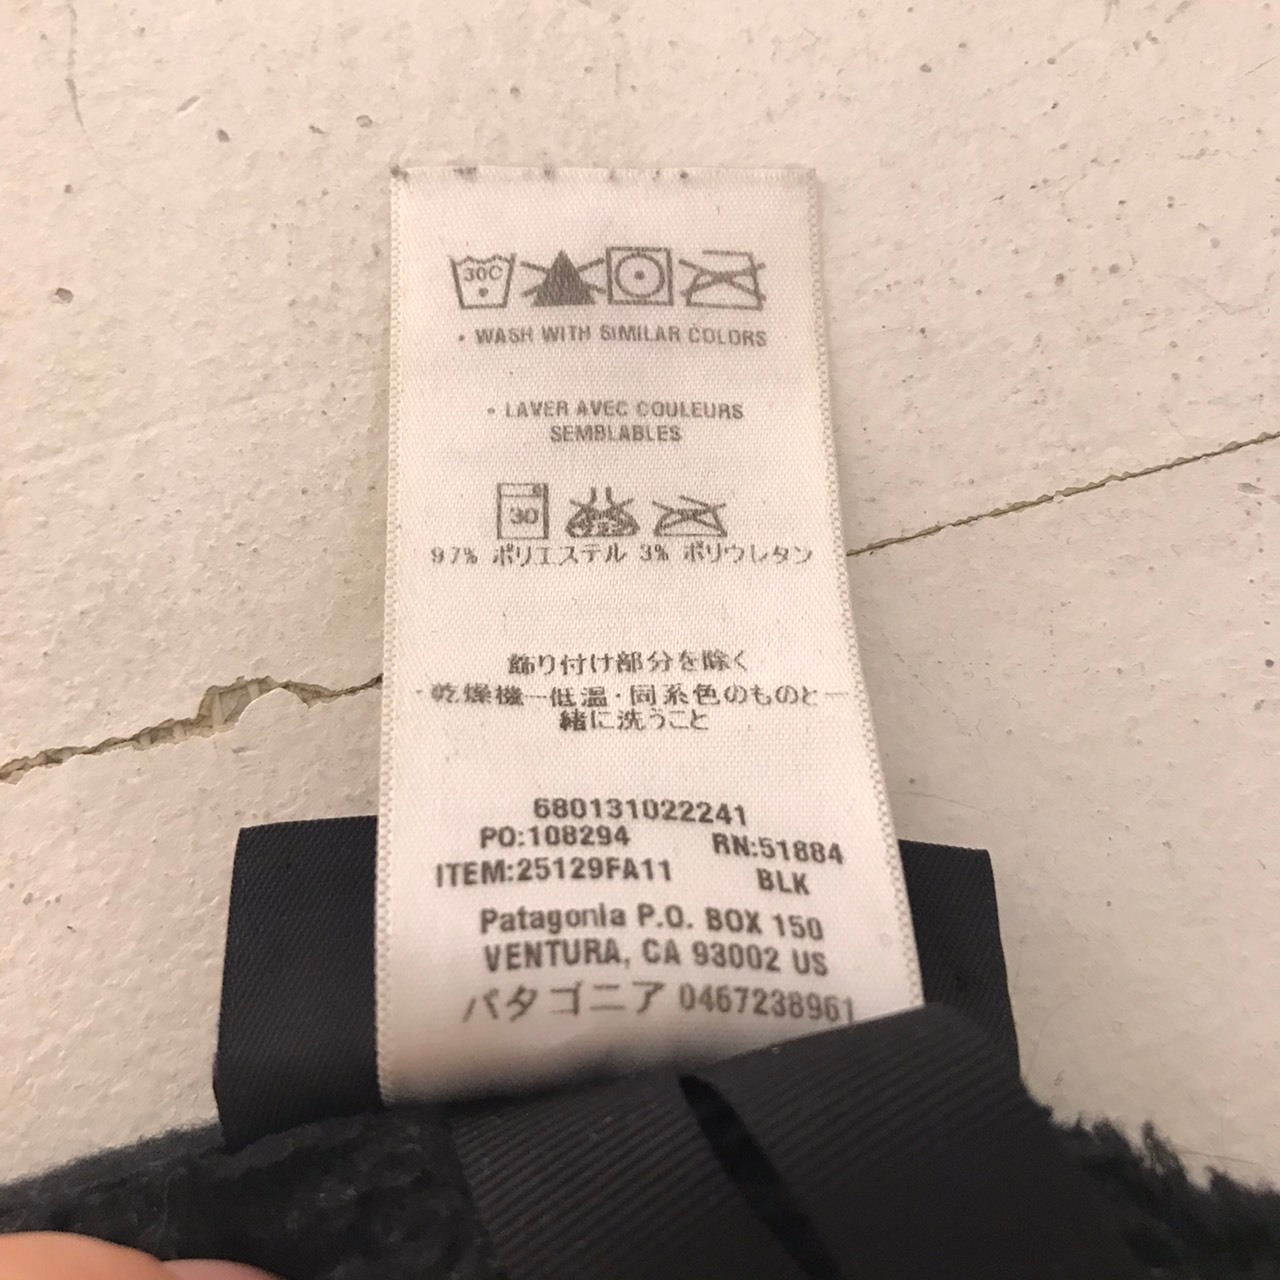 30C
• WASH WITH SIMILAR COLORS
• LAVER AVEC COULEURS
SEMBLABLES
30
97% ポリエステル 3% ポリウレタン
飾り付け部分を除く
・乾燥機一低温・同系色のものと一
緒に洗うこと
680131022241
PO:108294 RN:51884
ITEM:25129FA11 BLK
Patagonia P.O. BOX 150
VENTURA, CA 93002 US
パタゴニア 0467238961